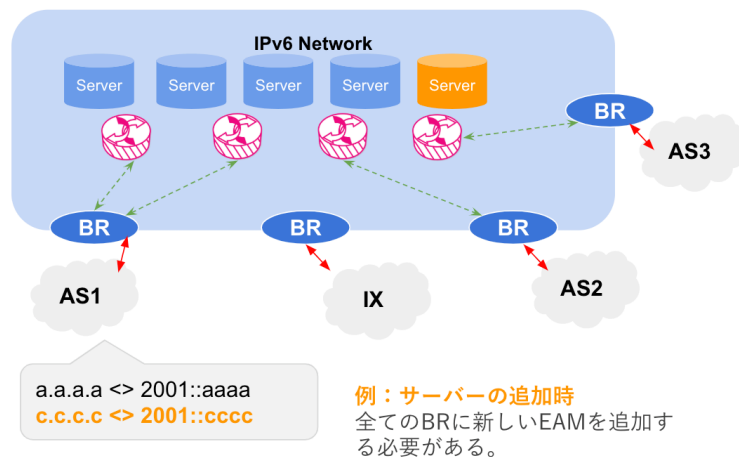 IPv6 Network
Server
Server
Server
Server
Server
BR
AS3
BR
BR
BR
AS1
IX
AS2
a.a.a.a <> 2001::aaaa
c.c.c.c <> 2001::cccc
例：サーバーの追加時
全てのBRに新しいEAMを追加す
る必要がある。